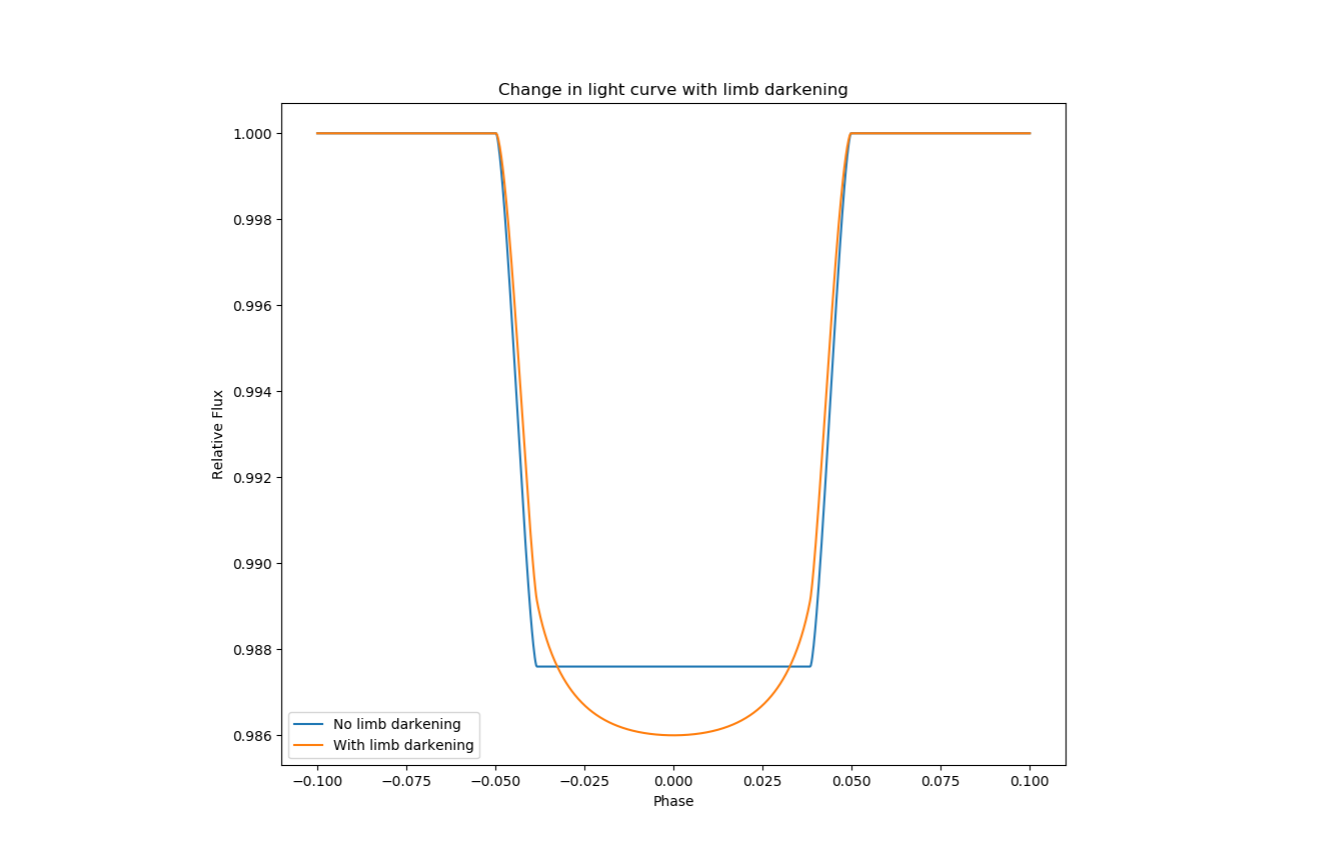 Change in light curve with limb darkening
1.000
0.998
0.996
0.994
0.992
0.990
0.988
0.986
Relative Flux
No limb darkening
With limb darkening
−0.100 −0.075 −0.050 −0.025 0.000 0.025 0.050 0.075 0.100
Phase